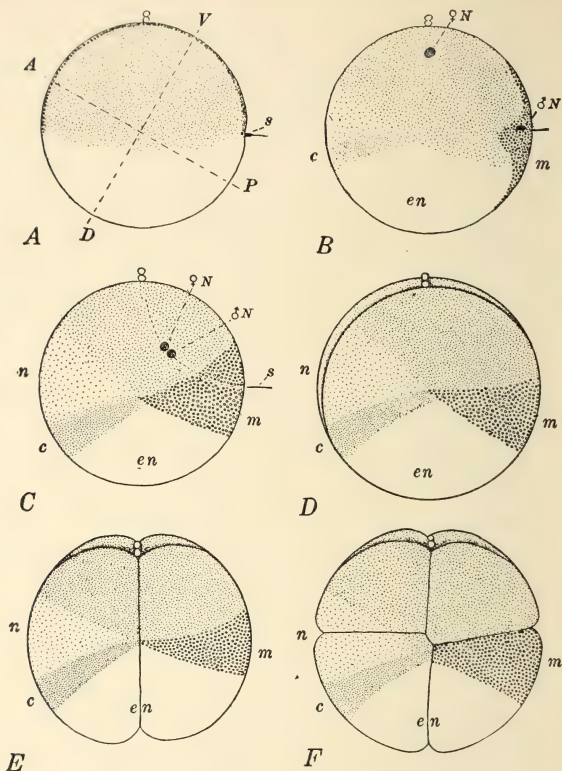 A V ♀N
A s ♂N
P c m
en
A D B
♀N
♂N
n s n
m m
c c
en en
C D
n m n m
c c
en en
E F